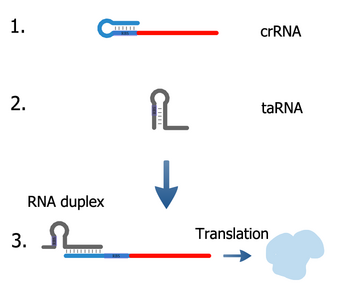 1.
crRNA
2.
taRNA
RNA duplex
3.
Translation